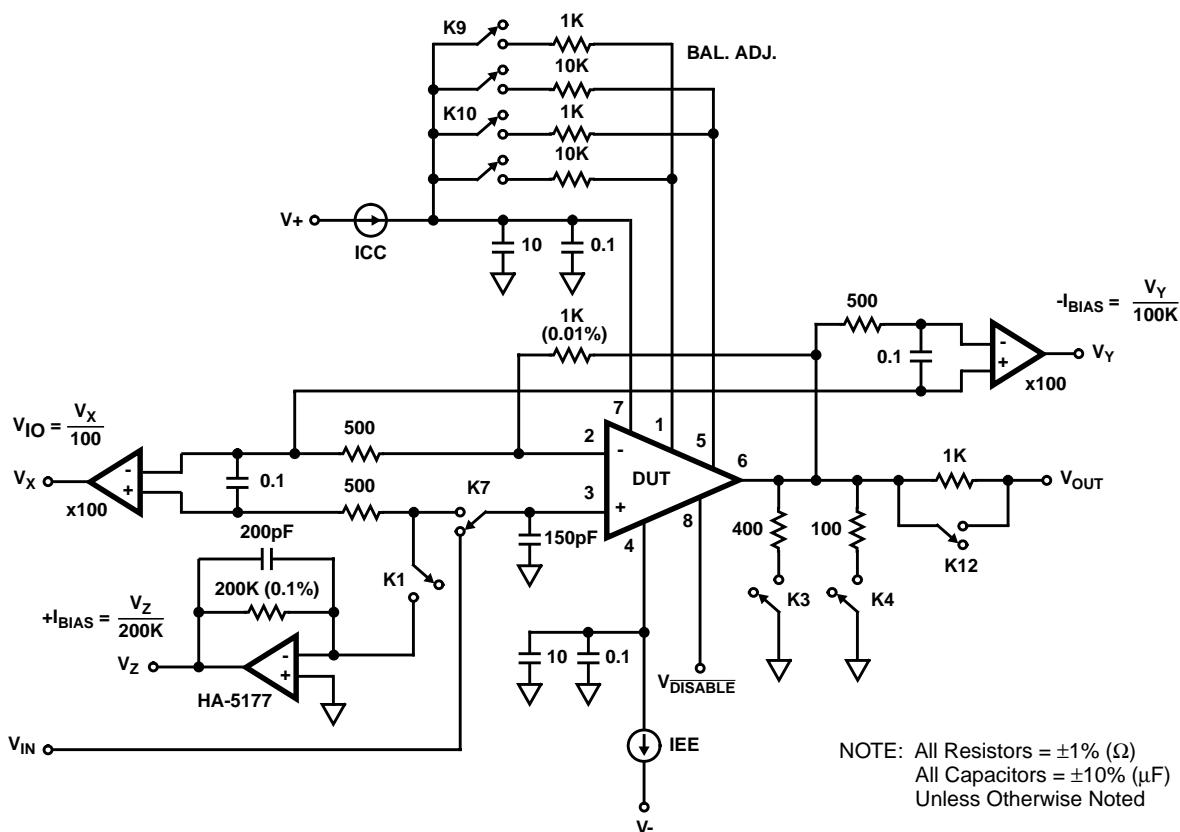 K9
1K
BAL. ADJ.
10K
K10
1K
10K
V+
ICC
10
0.1
1K
(0.01%)
500
-IBIAS = VY
100K
0.1
-
+
x100
VY
VIO = VX
100
VX
-
+
x100
500
0.1
500
200pF
K7
7
1
5
2
-
DUT
6
3
+
8
4
150pF
1K
VOUT
K12
400
100
K3
K4
K1
200K (0.1%)
+IBIAS = VZ
200K
VZ
-
+
HA-5177
10
0.1
VDISABLE
VIN
IEE
V-
NOTE: All Resistors = ±1% (Ω)
All Capacitors = ±10% (μF)
Unless Otherwise Noted